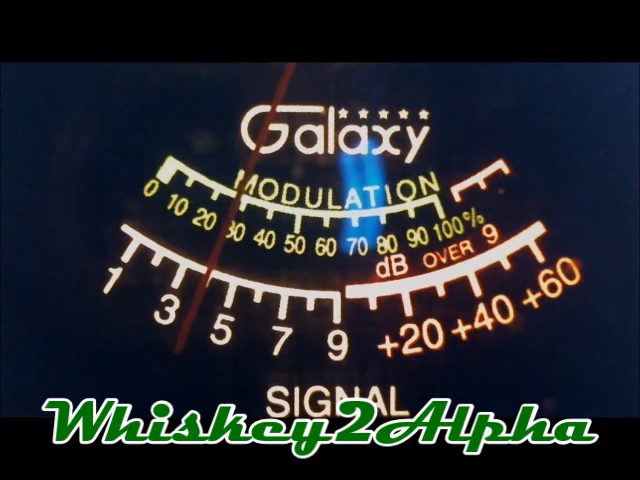 Galaxy
MODULATION
0 10 20 30 40 50 60 70 80 90 100%
dB OVER 9
1 3 5 7 9 +20 +40 +60
SIGNAL
Whiskey2Alpha